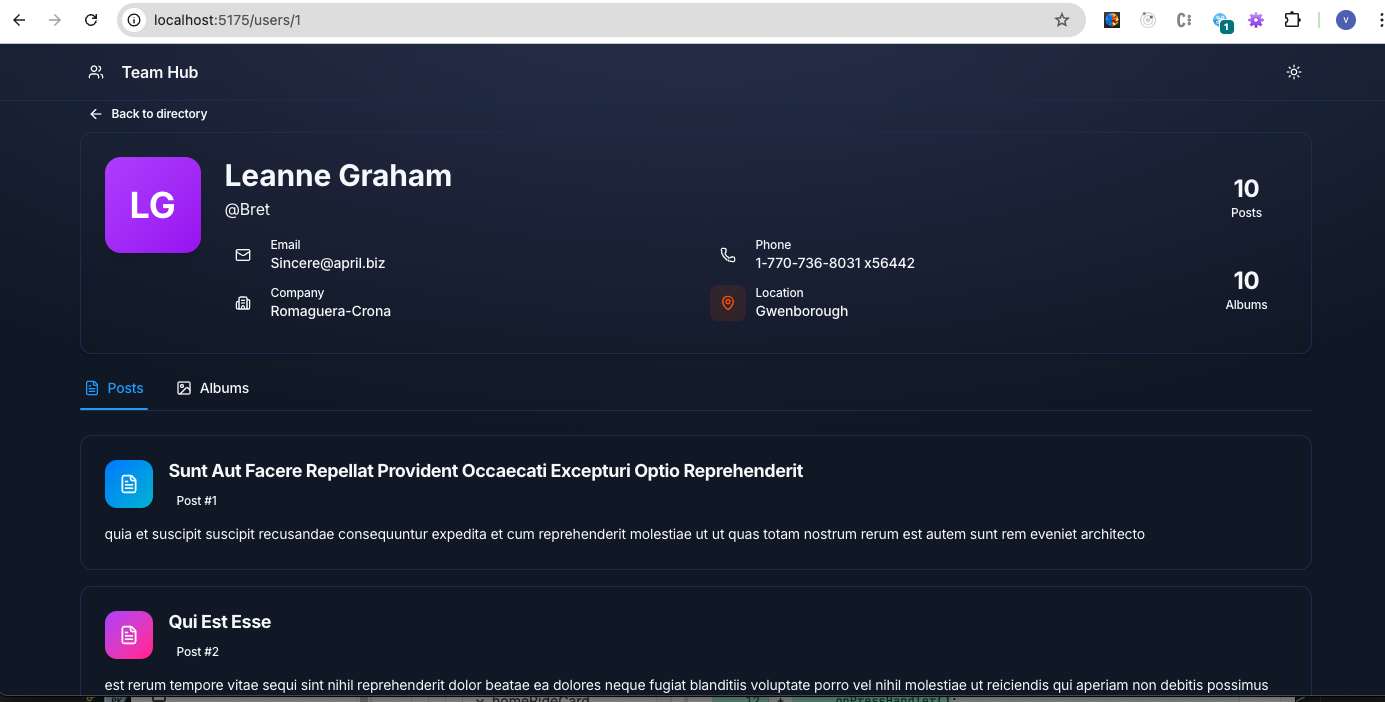 localhost:5175/users/1
1
V
Team Hub
Back to directory
LG
Leanne Graham
@Bret
10
Posts
Email
Sincere@april.biz
Phone
1-770-736-8031 x56442
Company
Romaguera-Crona
Location
Gwenborough
10
Albums
Posts
Albums
Sunt Aut Facere Repellat Provident Occaecati Excepturi Optio Reprehenderit
Post #1
quia et suscipit suscipit recusandae consequuntur expedita et cum reprehenderit molestiae ut ut quas totam nostrum rerum est autem sunt rem eveniet architecto
Qui Est Esse
Post #2
est rerum tempore vitae sequi sint nihil reprehenderit dolor beatae ea dolores neque fugiat blanditiis voluptate porro vel nihil molestiae ut reiciendis qui aperiam non debitis possimus